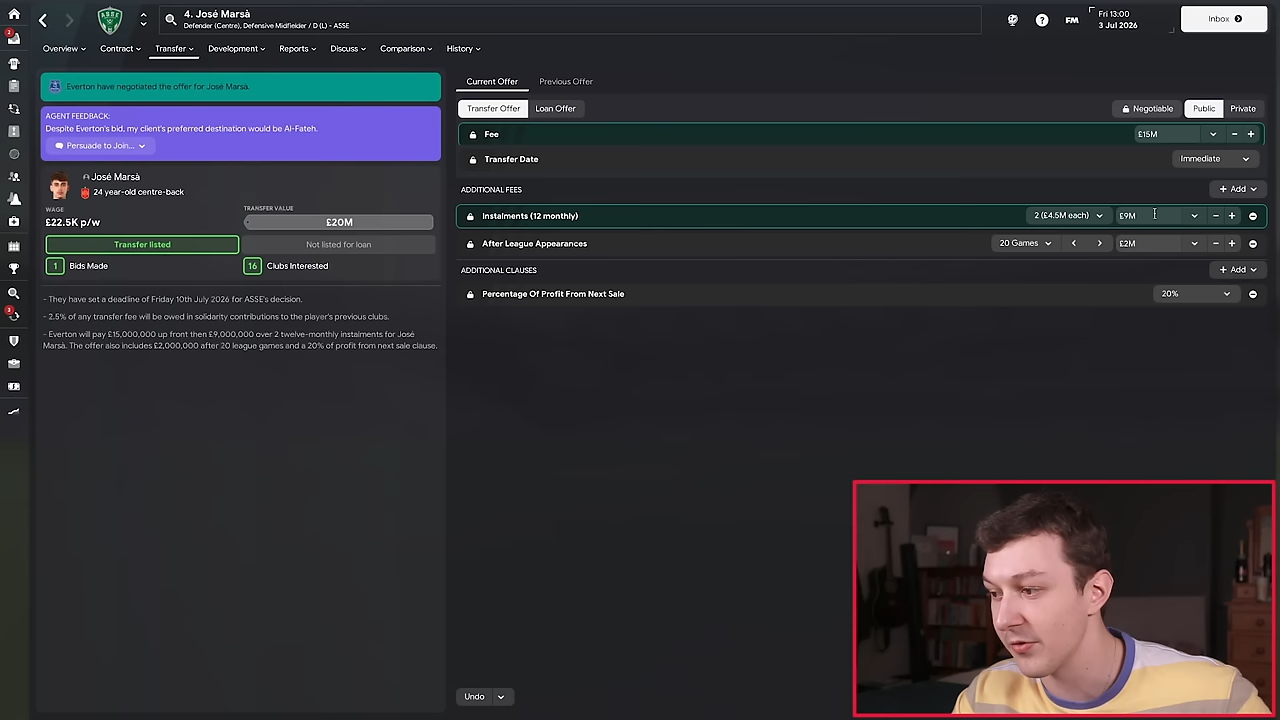 4. José Marsà
Defender (Centre), Defensive Midfielder / D (L) - ASSE
Fri 13:00
3 Jul 2026
Inbox
FM
ASSE
2
3
Overview
Contract
Transfer
Development
Reports
Discuss
Comparison
History
Everton have negotiated the offer for José Marsà.
AGENT FEEDBACK:
Despite Everton's bid, my client's preferred destination would be Al-Fateh.
Persuade to Join...
José Marsà
24 year-old centre-back
WAGE
£22.5K p/w
TRANSFER VALUE
£20M
Transfer listed
Not listed for loan
1 Bids Made
16 Clubs Interested
- They have set a deadline of Friday 10th July 2026 for ASSE's decision.
- 2.5% of any transfer fee will be owed in solidarity contributions to the player's previous clubs.
- Everton will pay £15,000,000 up front then £9,000,000 over 2 twelve-monthly instalments for José
Marsà. The offer also includes £2,000,000 after 20 league games and a 20% of profit from next sale clause.
Current Offer
Previous Offer
Transfer Offer
Loan Offer
Negotiable
Public
Private
Fee
£15M
Transfer Date
Immediate
ADDITIONAL FEES
+ Add
Instalments (12 monthly)
2 (£4.5M each)
£9M
After League Appearances
20 Games
£2M
ADDITIONAL CLAUSES
+ Add
Percentage Of Profit From Next Sale
20%
Undo